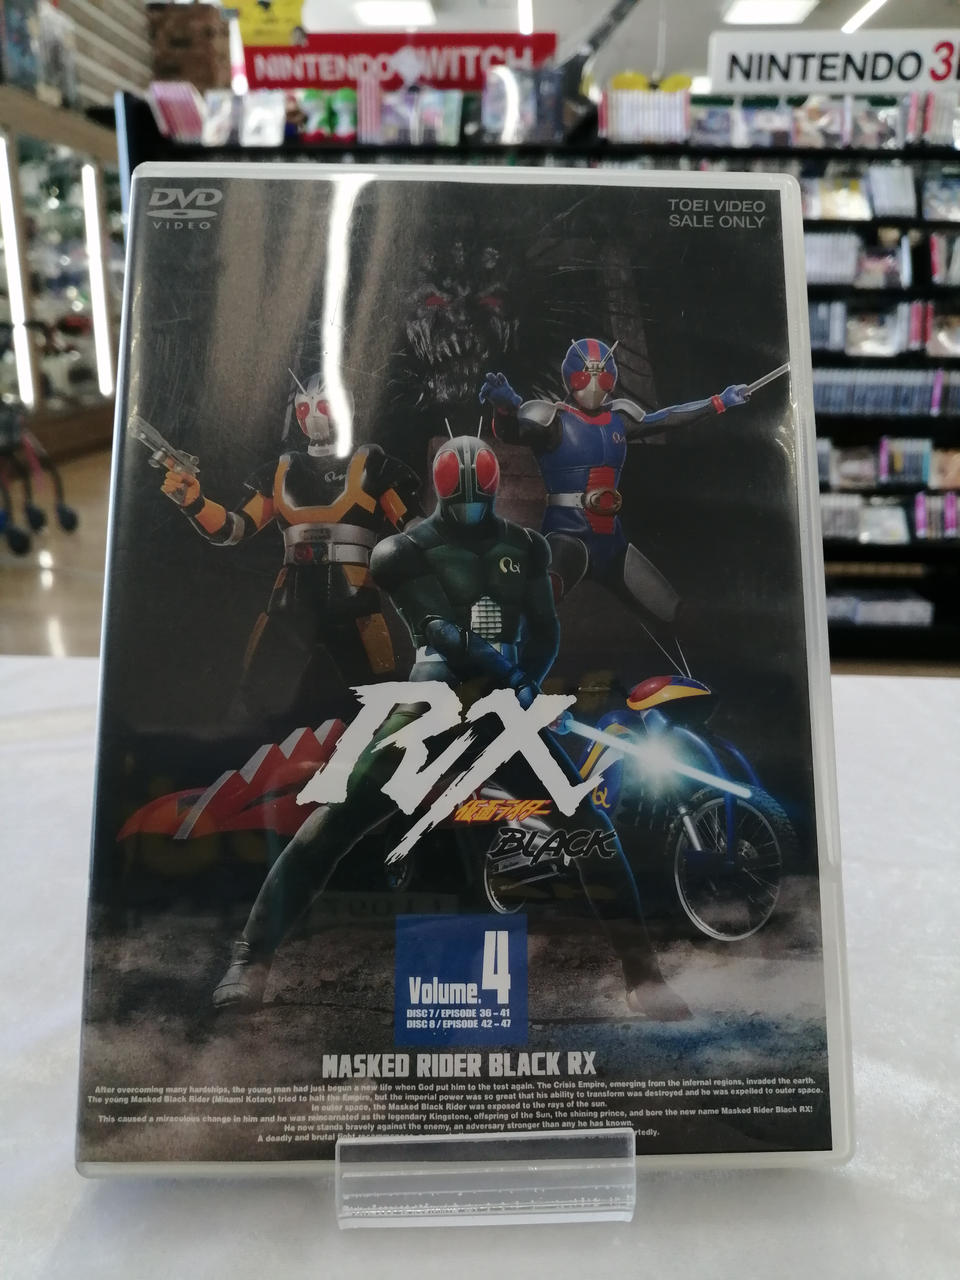 NINTENDO SWITCH
NINTENDO 3
DVD
VIDEO
TOEI VIDEO
SALE ONLY
RX
仮面ライダー
BLACK
Volume.4
DISC 7 / EPISODE 36 - 41
DISC 8 / EPISODE 42 - 47
MASKED RIDER BLACK RX
After overcoming many hardships, the young man had just begun a new life when God put him to the test again. The Crisis Empire, emerging from the infernal regions, invaded the earth.
The young Masked Black Rider (Minami Kotaro) tried to halt the Empire, but the imperial power was so great that his ability to transform was destroyed and he was expelled to outer space.
In outer space, the Masked Black Rider was exposed to the rays of the sun.
This caused a miraculous change in him and he was reincarnated as the legendary Kingstone, offspring of the Sun, the shining prince, and bore the new name Masked Rider Black RX!
He now stands bravely against the enemy, an adversary stronger than any he has known.
A deadly and brutal fight